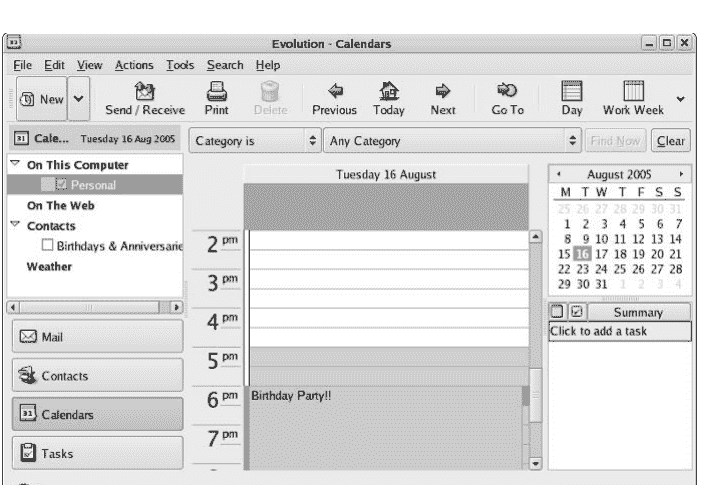 Evolution - Calendars
File Edit View Actions Tools Search Help
New Send / Receive Print Delete Previous Today Next Go To Day Work Week
31 Cale... Tuesday 16 Aug 2005 Category is Any Category Find Now Clear
On This Computer
Personal
On The Web
Contacts
Birthdays & Anniversarie
Weather
Mail
Contacts
Calendars
Tasks
Tuesday 16 August
2 pm
3 pm
4 pm
5 pm
6 pm Birthday Party!!
7 pm
August 2005
M T W T F S S
25 26 27 28 29 30 31
1 2 3 4 5 6 7
8 9 10 11 12 13 14
15 16 17 18 19 20 21
22 23 24 25 26 27 28
29 30 31 1 2 3 4
Summary
Click to add a task